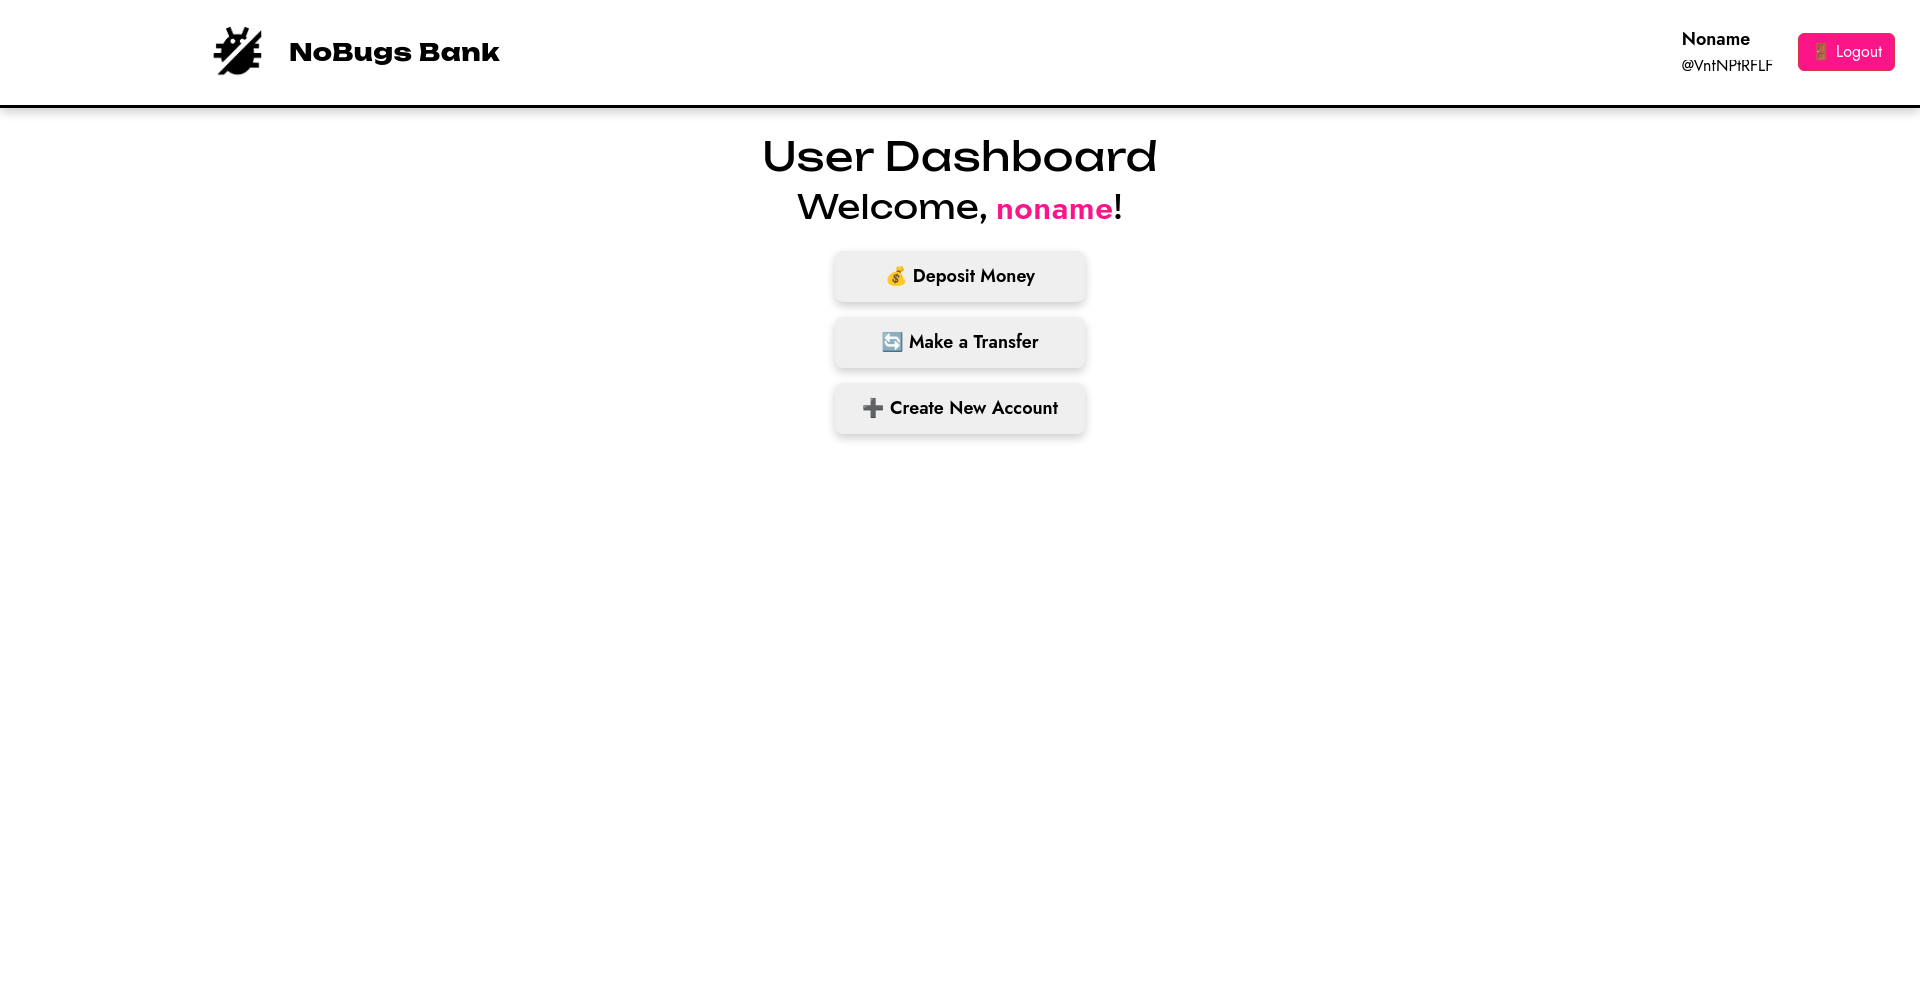 NoBugs Bank
Noname
@VntNPtRFLF
🚪 Logout
User Dashboard
Welcome, noname!
💰 Deposit Money
🔄 Make a Transfer
➕ Create New Account